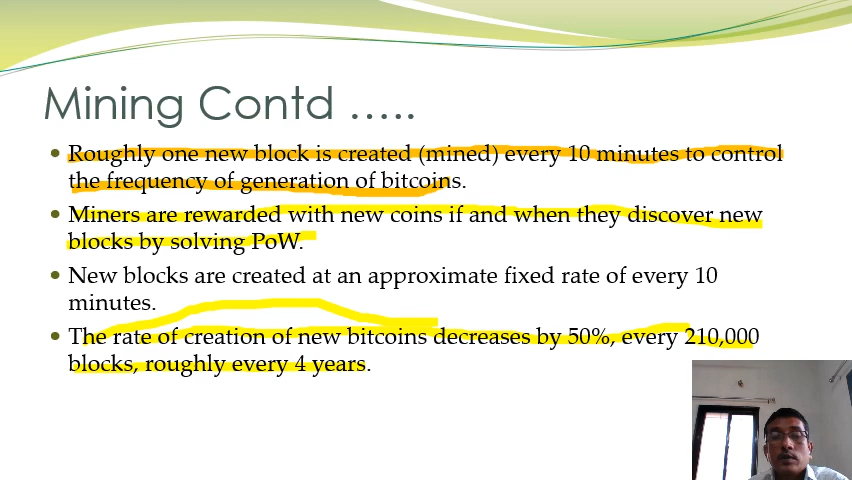 Mining Contd …..
• Roughly one new block is created (mined) every 10 minutes to control
the frequency of generation of bitcoins.
• Miners are rewarded with new coins if and when they discover new
blocks by solving PoW.
• New blocks are created at an approximate fixed rate of every 10
minutes.
• The rate of creation of new bitcoins decreases by 50%, every 210,000
blocks, roughly every 4 years.